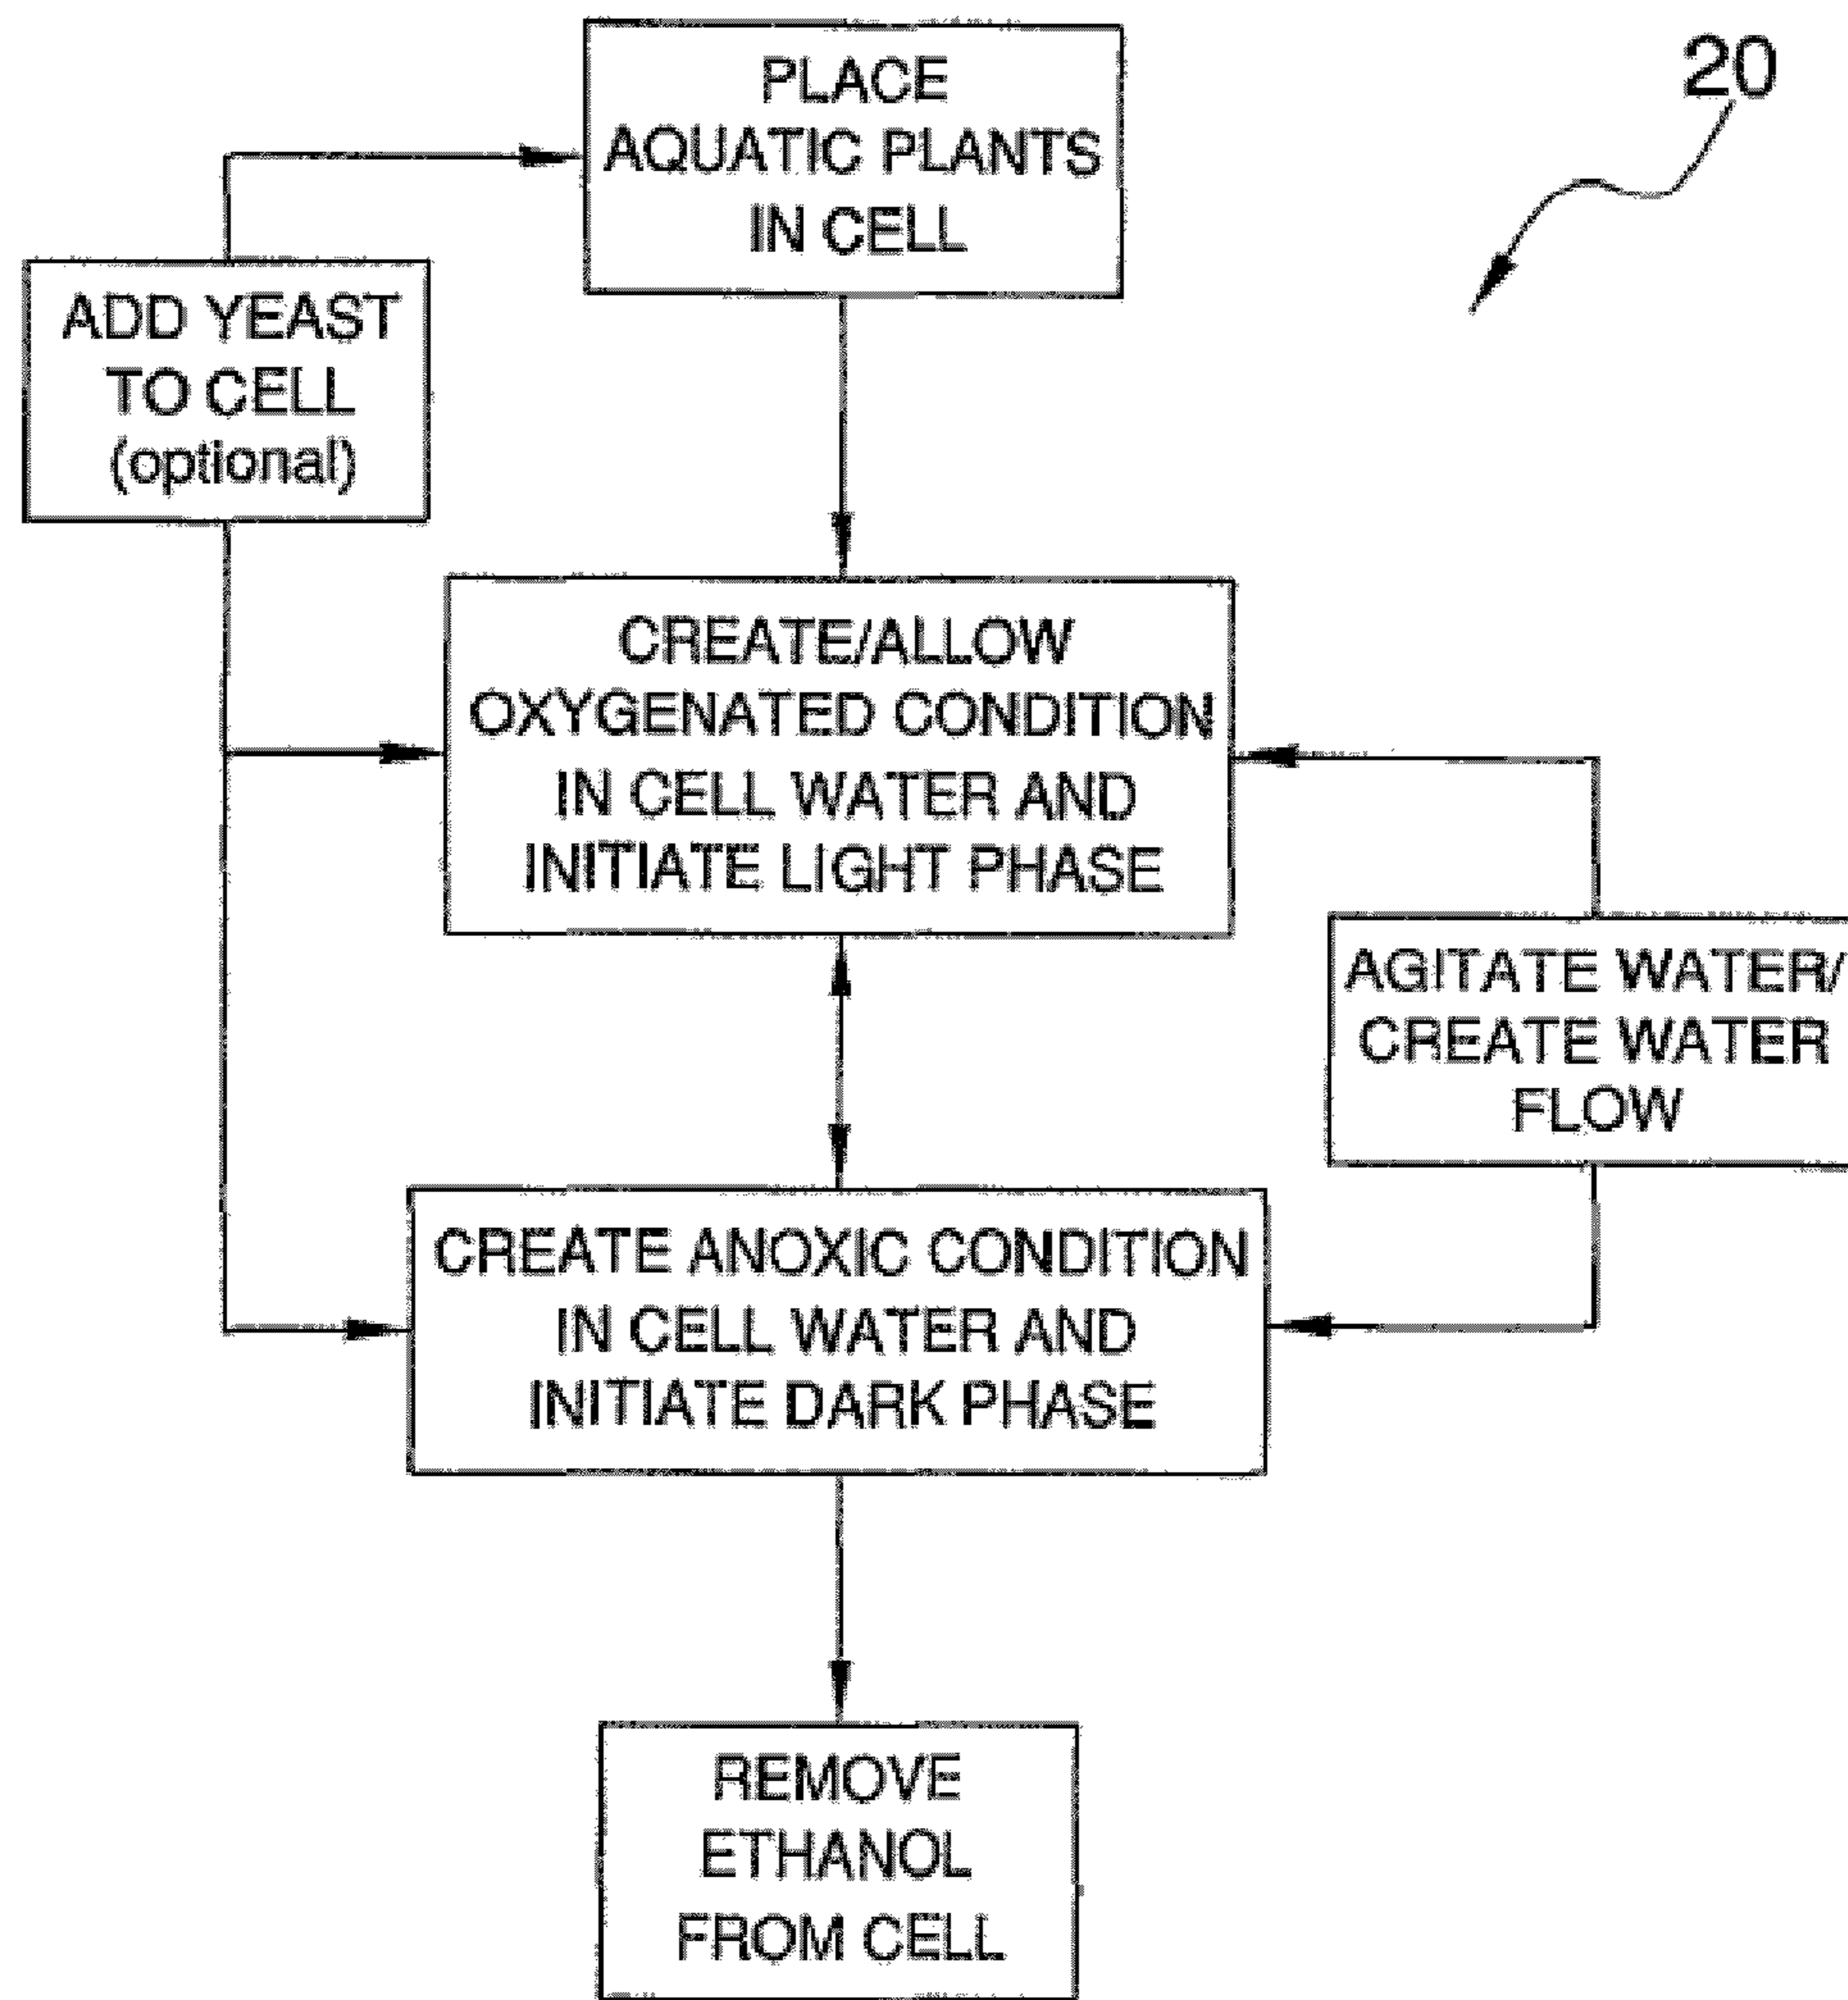 20
PLACE
AQUATIC PLANTS
IN CELL
ADD YEAST
TO CELL
(optional)
CREATE/ALLOW
OXYGENATED CONDITION
IN CELL WATER AND
INITIATE LIGHT PHASE
AGITATE WATER/
CREATE WATER
FLOW
CREATE ANOXIC CONDITION
IN CELL WATER AND
INITIATE DARK PHASE
REMOVE
ETHANOL
FROM CELL